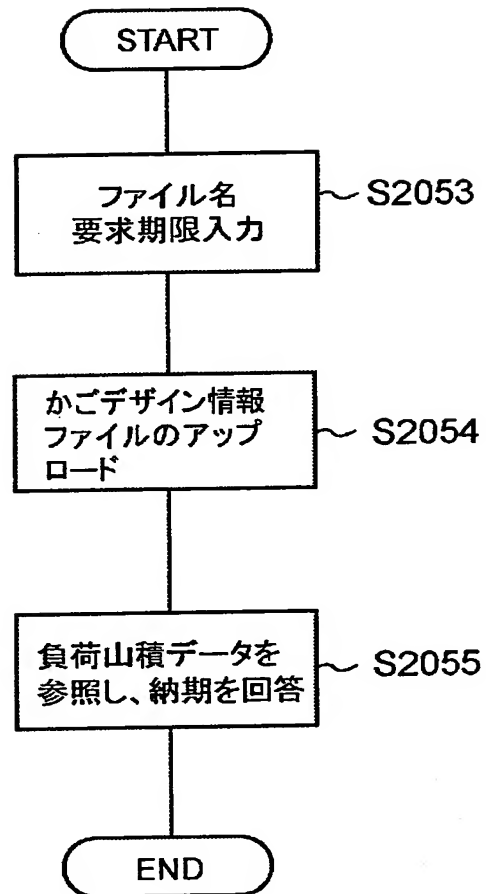 START
ファイル名
要求期限入力
S2053
かごデザイン情報
ファイルのアップ
ロード
S2054
負荷山積データを
参照し、納期を回答
S2055
END